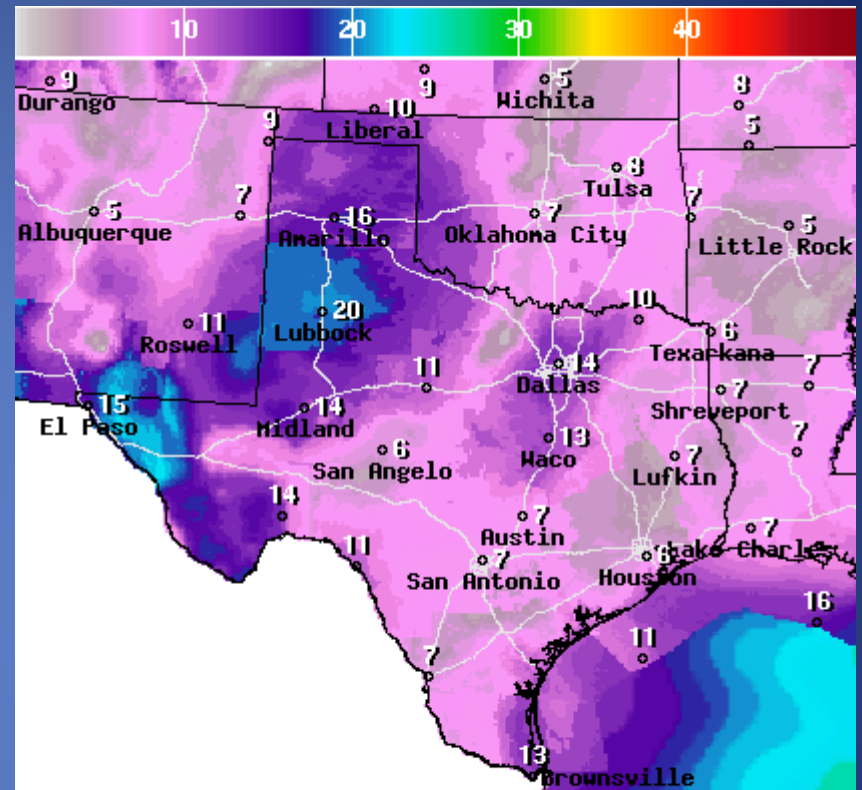 10 20 30 40
9 Durango
9
5 Wichita
8
10 Liberal
9
5
8 Tulsa
5 Albuquerque
7
16 Amarillo
7 Oklahoma City
7
5 Little Rock
11 Roswell
20 Lubbock
10
6 Texarkana
14 Dallas
11
7 Shreveport
7
15 El Paso
14 Midland
6 San Angelo
13 Waco
7 Lufkin
7
14
7 Austin
7
11
7 San Antonio
6 Houston
7
11
16
13 Brownsville